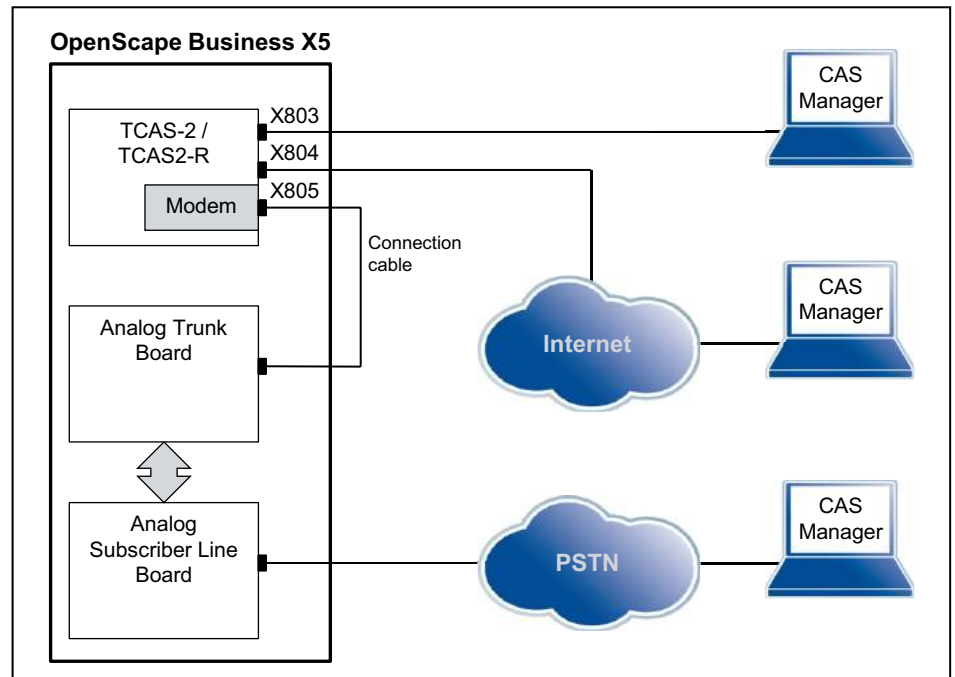 OpenScape Business X5
TCAS-2 /
TCAS2-R
Modem
X803
X804
X805
Connection
cable
CAS
Manager
Analog Trunk
Board
Internet
CAS
Manager
Analog
Subscriber Line
Board
PSTN
CAS
Manager